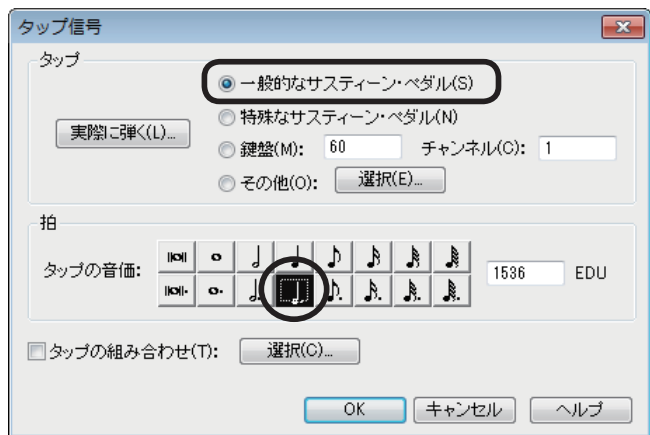 タップ信号
タップ
一般的なサスティーン・ペダル(S)
実際に弾く(L)...
特殊なサスティーン・ペダル(N)
鍵盤(M): 60 チャンネル(C): 1
その他(O): 選択(E)...
拍
タップの音価: 1536 EDU
タップの組み合わせ(T): 選択(C)...
OK キャンセル ヘルプ